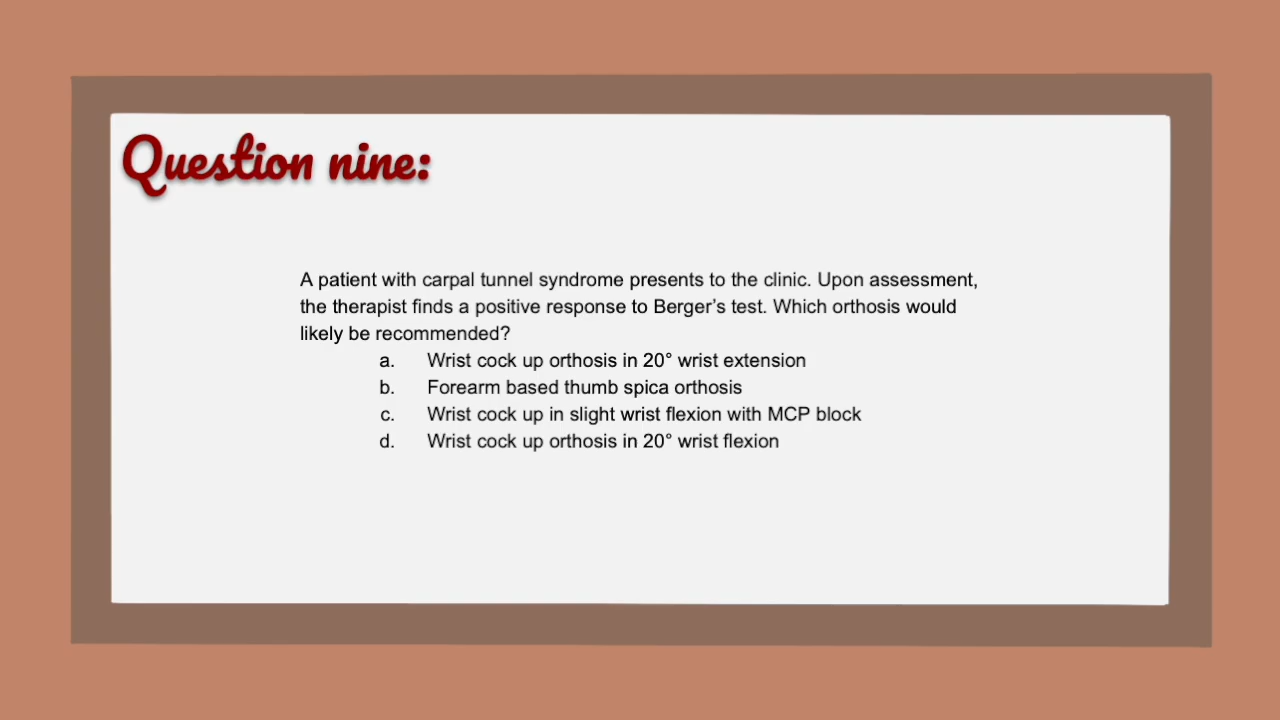 Question nine:
A patient with carpal tunnel syndrome presents to the clinic. Upon assessment,
the therapist finds a positive response to Berger's test. Which orthosis would
likely be recommended?
a. Wrist cock up orthosis in 20° wrist extension
b. Forearm based thumb spica orthosis
c. Wrist cock up in slight wrist flexion with MCP block
d. Wrist cock up orthosis in 20° wrist flexion